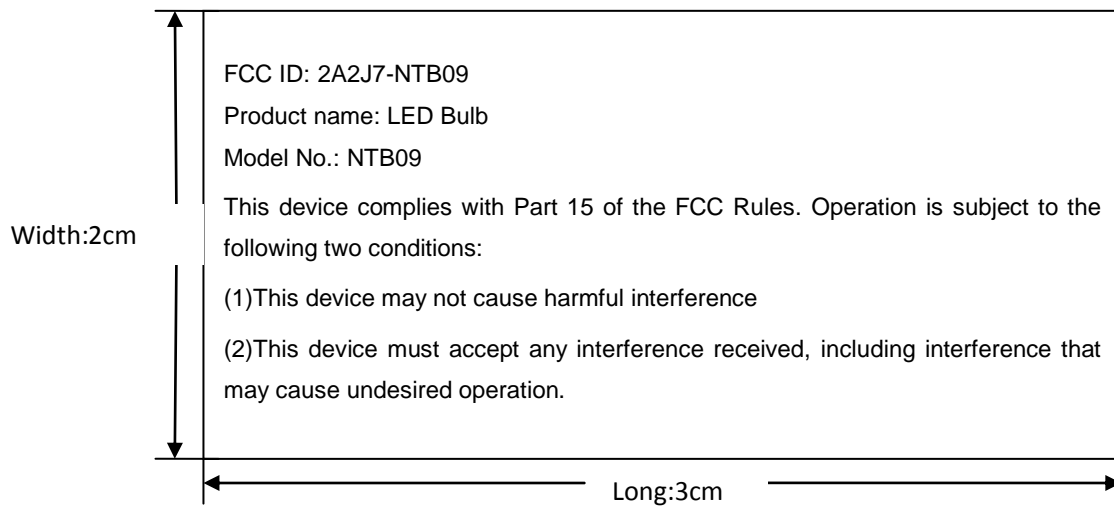 FCC ID: 2A2J7-NTB09
Product name: LED Bulb
Model No.: NTB09
This device complies with Part 15 of the FCC Rules. Operation is subject to the
following two conditions:
(1)This device may not cause harmful interference
(2)This device must accept any interference received, including interference that
may cause undesired operation.
Width:2cm
Long:3cm